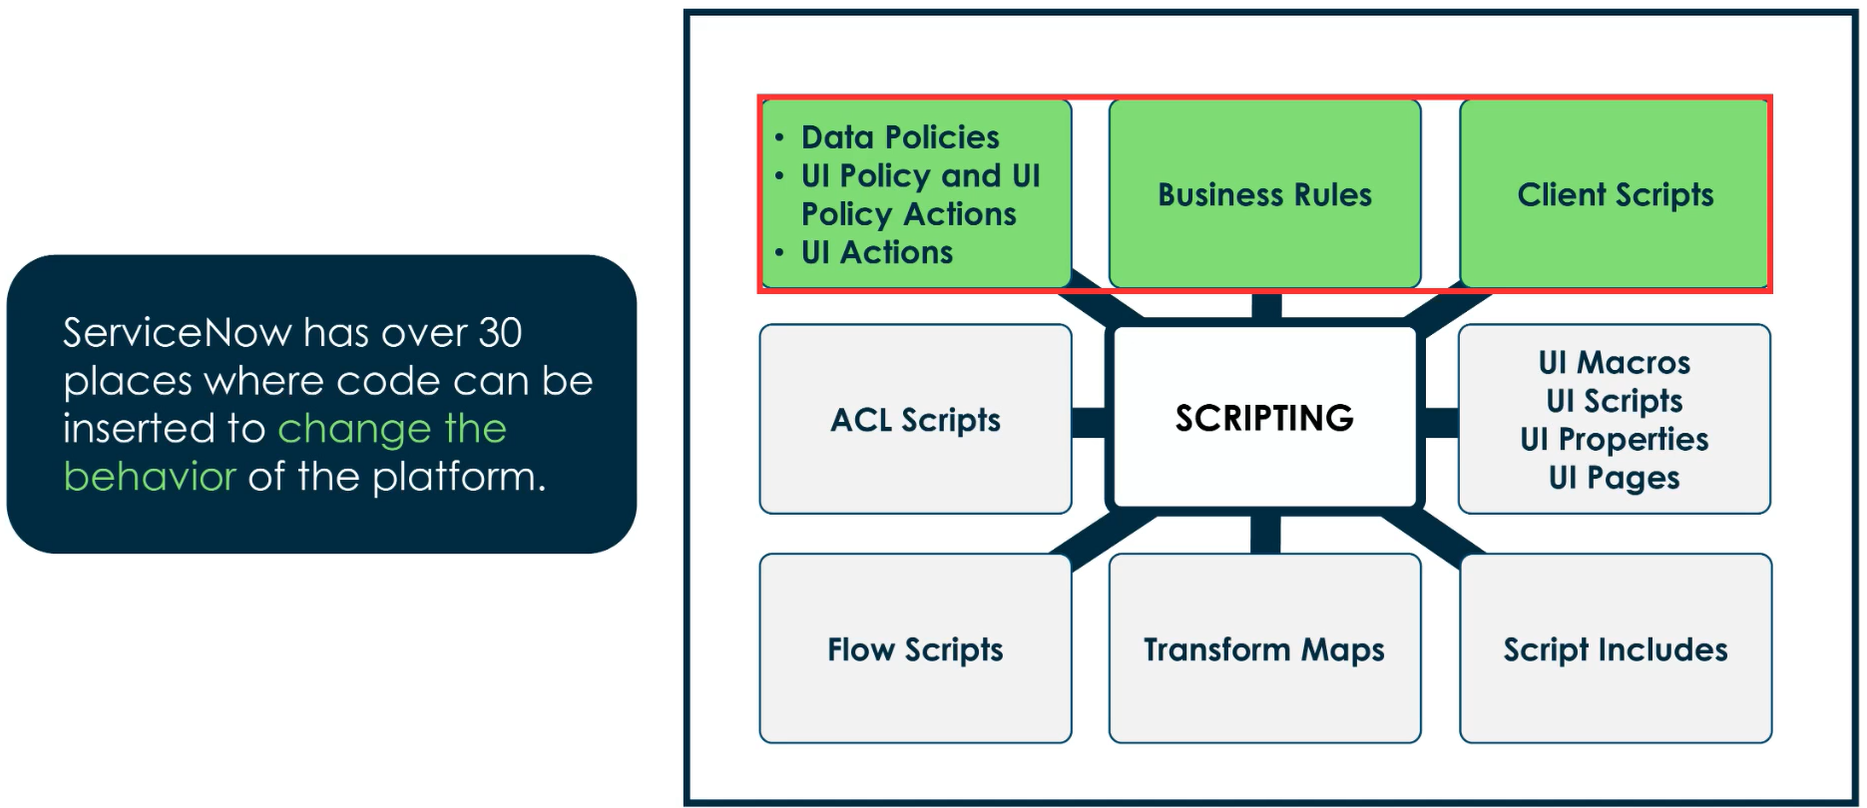 ServiceNow has over 30
places where code can be
inserted to change the
behavior of the platform.
• Data Policies
• UI Policy and UI
Policy Actions
• UI Actions
Business Rules
Client Scripts
ACL Scripts
SCRIPTING
UI Macros
UI Scripts
UI Properties
UI Pages
Flow Scripts
Transform Maps
Script Includes